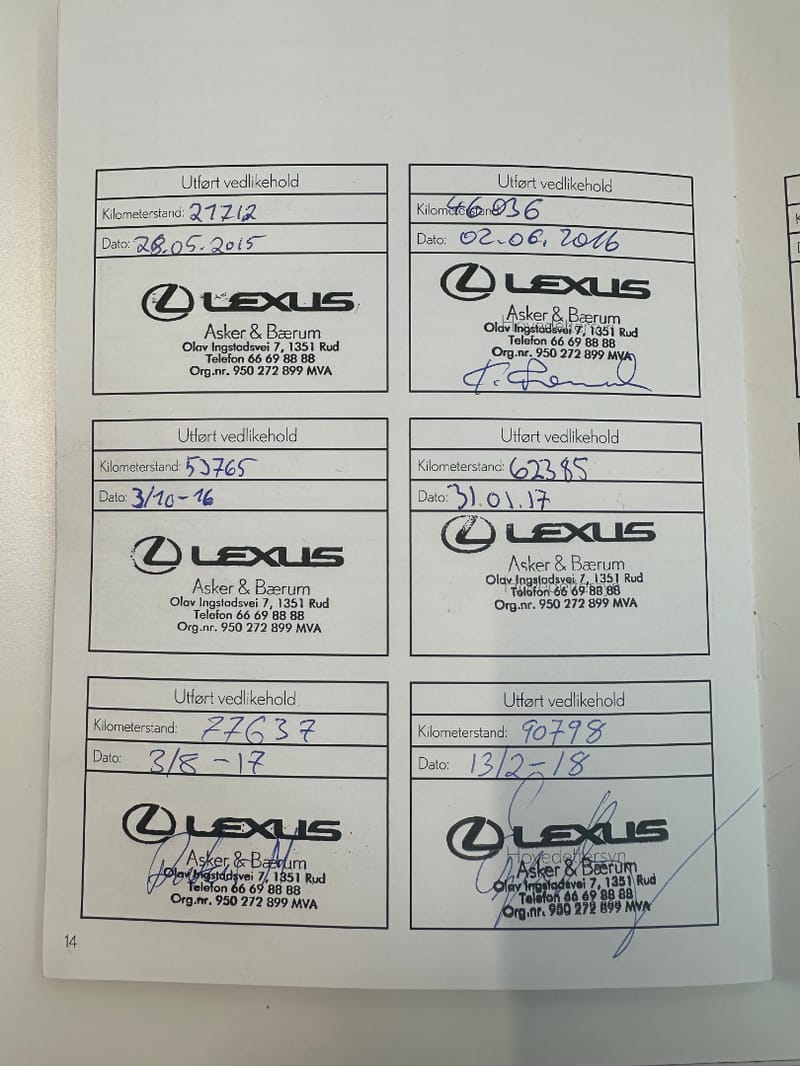 Utført vedlikehold
Kilometerstand: 21712
Dato: 28.05.2015
LEXUS
Asker & Bærum
Olav Ingstadsvei 7, 1351 Rud
Telefon 66 69 88 88
Org.nr. 950 272 899 MVA
Utført vedlikehold
Kilometerstand: 46036
Dato: 02.06.2016
LEXUS
Asker & Bærum
Olav Ingstadsvei 7, 1351 Rud
Telefon 66 69 88 88
Org.nr. 950 272 899 MVA
Utført vedlikehold
Kilometerstand: 53765
Dato: 3/10-16
LEXUS
Asker & Bærum
Olav Ingstadsvei 7, 1351 Rud
Telefon 66 69 88 88
Org.nr. 950 272 899 MVA
Utført vedlikehold
Kilometerstand: 62385
Dato: 31.01.17
LEXUS
Asker & Bærum
Olav Ingstadsvei 7, 1351 Rud
Telefon 66 69 88 88
Org.nr. 950 272 899 MVA
Utført vedlikehold
Kilometerstand: 77637
Dato: 3/8-17
LEXUS
Asker & Bærum
Olav Ingstadsvei 7, 1351 Rud
Telefon 66 69 88 88
Org.nr. 950 272 899 MVA
Utført vedlikehold
Kilometerstand: 90798
Dato: 13/2-18
LEXUS
Hovedettersyn
Asker & Bærum
Olav Ingstadsvei 7, 1351 Rud
Telefon 66 69 88 88
Org.nr. 950 272 899 MVA
14